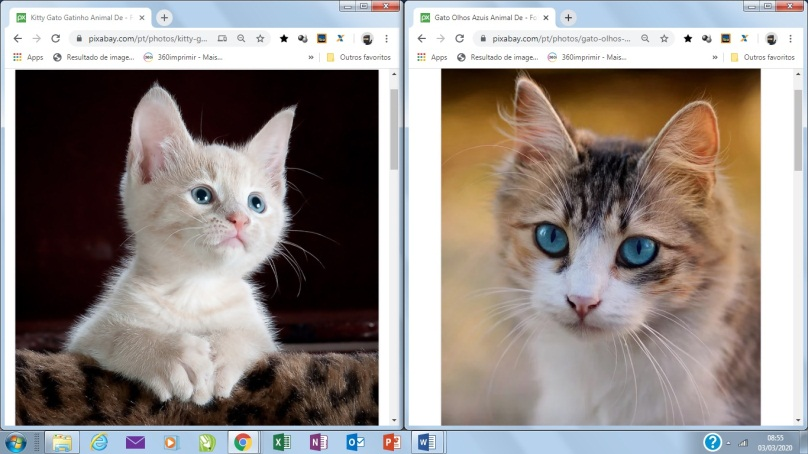 Kitty Gato Gatinho Animal De - F
pixabay.com/pt/photos/kitty-g...
Apps Resultado de image... 360imprimir - Mais... » Outros favoritos
Gato Olhos Azuis Animal De - Fo
pixabay.com/pt/photos/gato-olhos-...
Apps Resultado de image... 360imprimir - Mais... » Outros favoritos
08:55
03/03/2020